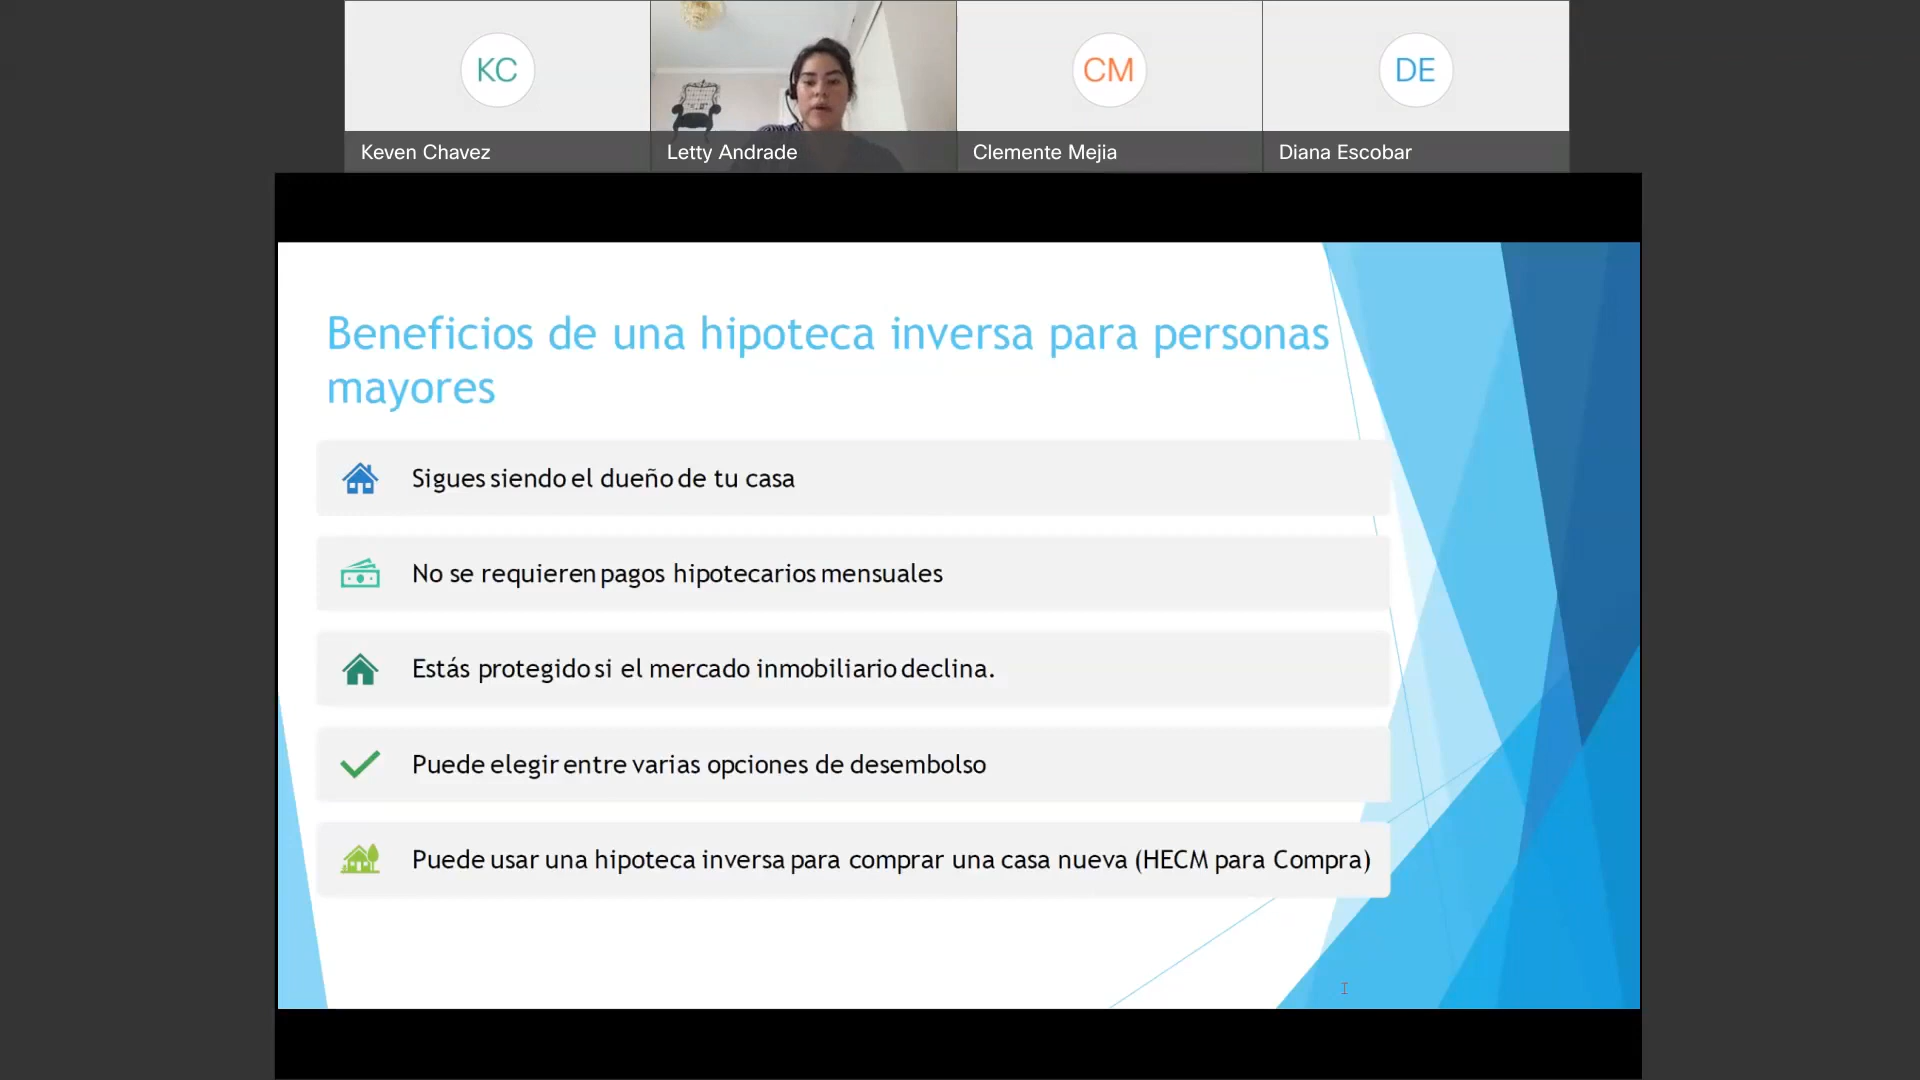 KC
CM
DE
Keven Chavez
Letty Andrade
Clemente Mejia
Diana Escobar
Beneficios de una hipoteca inversa para personas
mayores
Sigues siendo el dueño de tu casa
No se requieren pagos hipotecarios mensuales
Estás protegido si el mercado inmobiliario declina.
Puede elegir entre varias opciones de desembolso
Puede usar una hipoteca inversa para comprar una casa nueva (HECM para Compra)